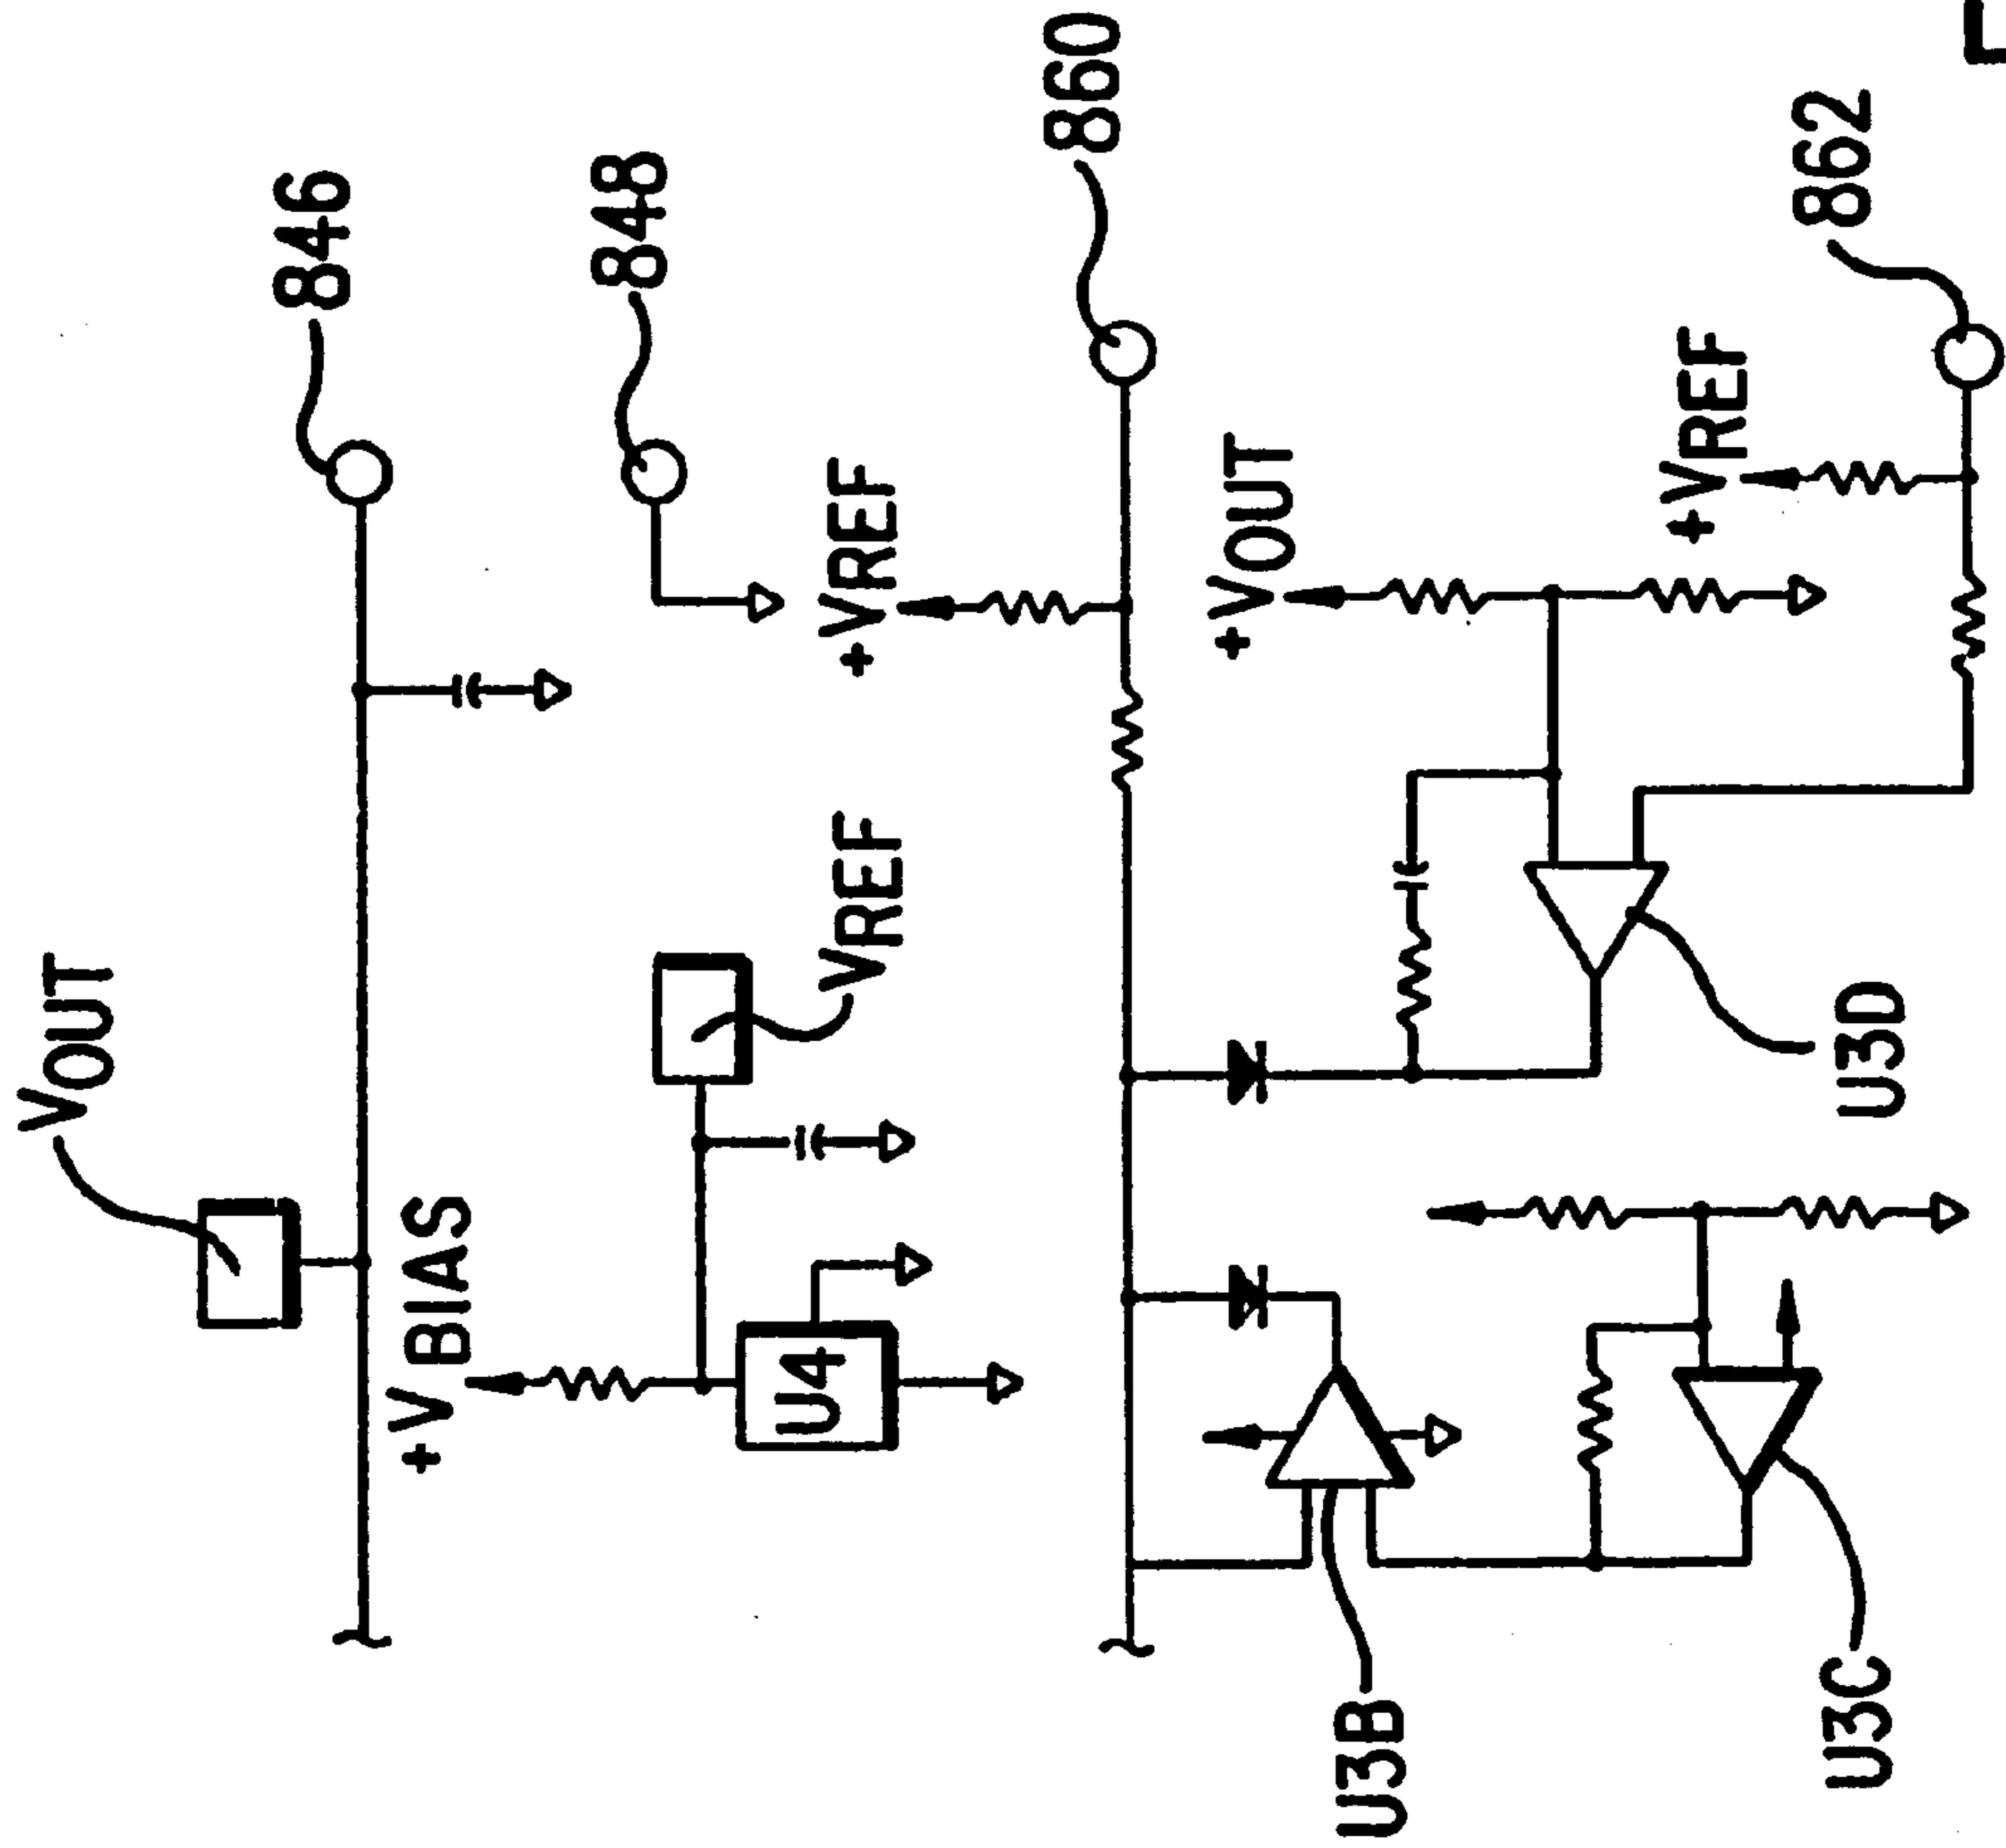 VOUT
846
+VBIAS
848
U4
VREF
+VREF
860
+VOUT
+VREF
862
U3B
U3C
U3D